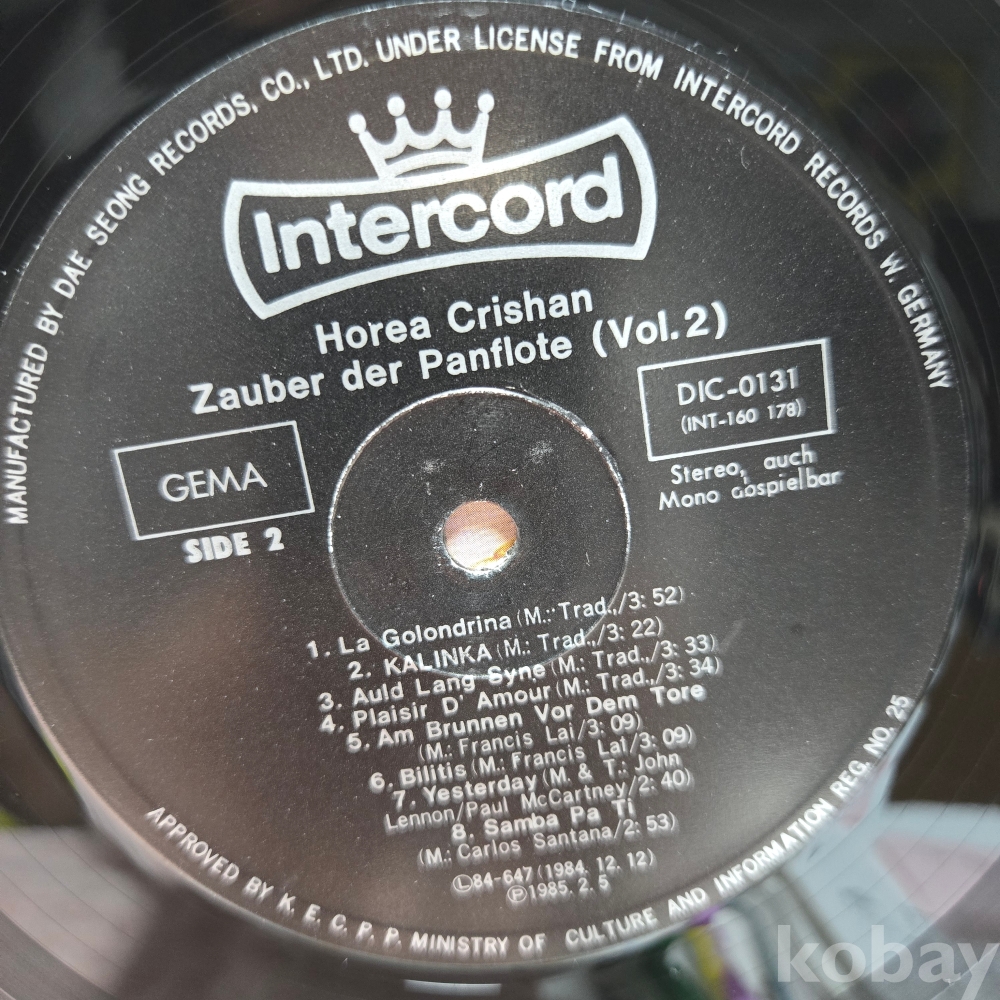 MANUFACTURED BY DAE SEONG RECORDS, CO., LTD. UNDER LICENSE FROM INTERCORD RECORDS W. GERMANY
Intercord
Horea Crishan
Zauber der Panflote (Vol.2)
GEMA
SIDE 2
DIC-0131
(INT-160 178)
Stereo, auch
Mono abspielbar
1. La Golondrina (M.: Trad../3: 52)
2. KALINKA (M.: Trad../3: 22)
3. Auld Lang Syne (M.: Trad../3: 33)
4. Plaisir D' Amour (M.: Trad../3: 34)
5. Am Brunnen Vor Dem Tore
(M.: Francis Lai/3: 09)
6. Bilitis (M.: Francis Lai/3: 09)
7. Yesterday (M. & T.: John
Lennon/Paul McCartney/2: 40)
8. Samba Pa Ti
(M.: Carlos Santana/2: 53)
Ⓛ84-647 (1984. 12. 12)
Ⓟ1985. 2. 5
APPROVED BY K. E. C. P. P. MINISTRY OF CULTURE AND INFORMATION REG. NO. 25
kobay